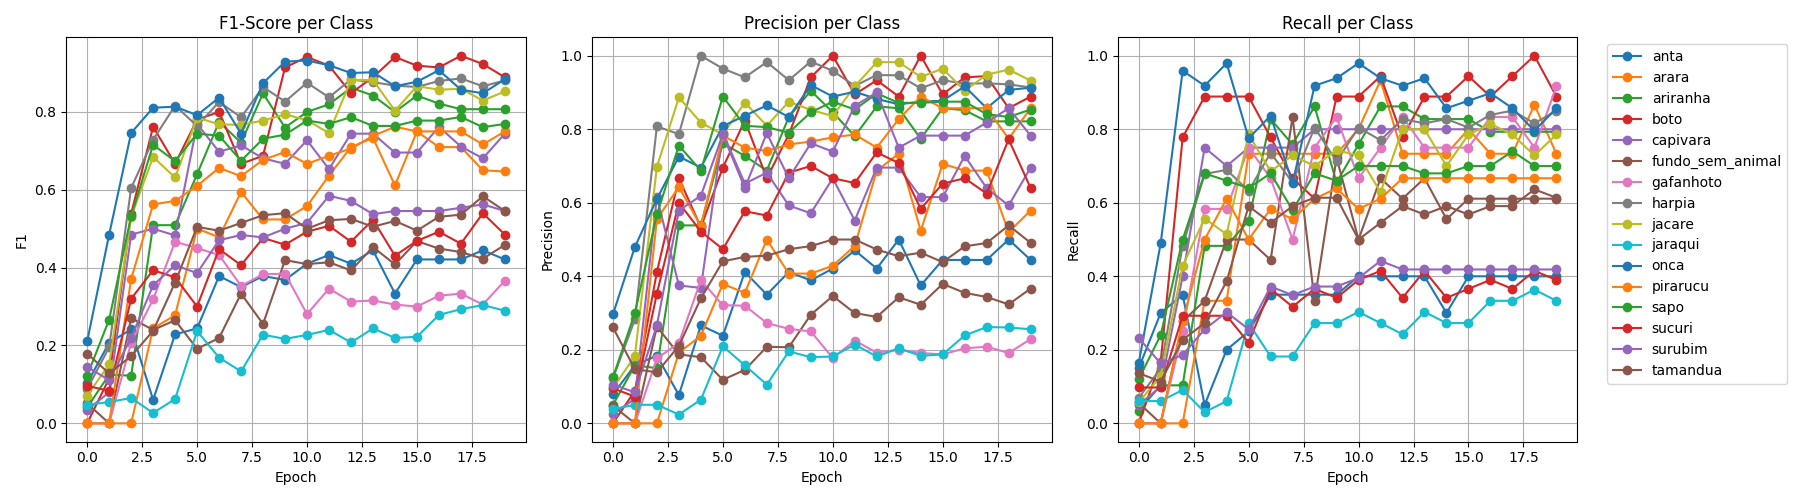 F1-Score per Class
F1
0.0
0.2
0.4
0.6
0.8
0.0 2.5 5.0 7.5 10.0 12.5 15.0 17.5
Epoch
Precision per Class
Precision
0.0
0.2
0.4
0.6
0.8
1.0
0.0 2.5 5.0 7.5 10.0 12.5 15.0 17.5
Epoch
Recall per Class
Recall
0.0
0.2
0.4
0.6
0.8
1.0
0.0 2.5 5.0 7.5 10.0 12.5 15.0 17.5
Epoch
anta
arara
ariranha
boto
capivara
fundo_sem_animal
gafanhoto
harpia
jacare
jaraqui
onca
pirarucu
sapo
sucuri
surubim
tamandua